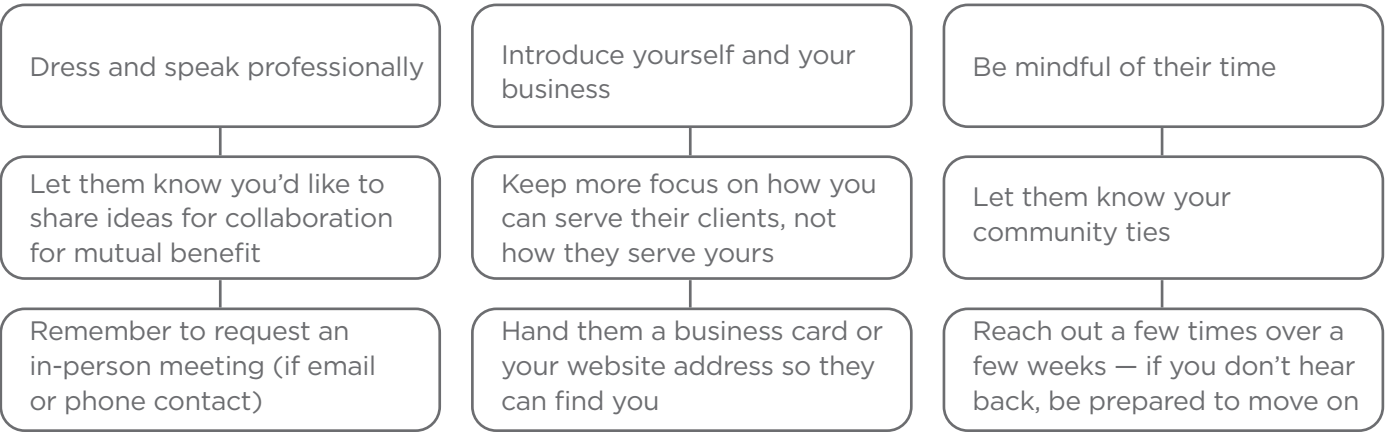 Dress and speak professionally
Let them know you’d like to
share ideas for collaboration
for mutual benefit
Remember to request an
in-person meeting (if email
or phone contact)
Introduce yourself and your
business
Keep more focus on how you
can serve their clients, not
how they serve yours
Hand them a business card or
your website address so they
can find you
Be mindful of their time
Let them know your
community ties
Reach out a few times over a
few weeks — if you don’t hear
back, be prepared to move on